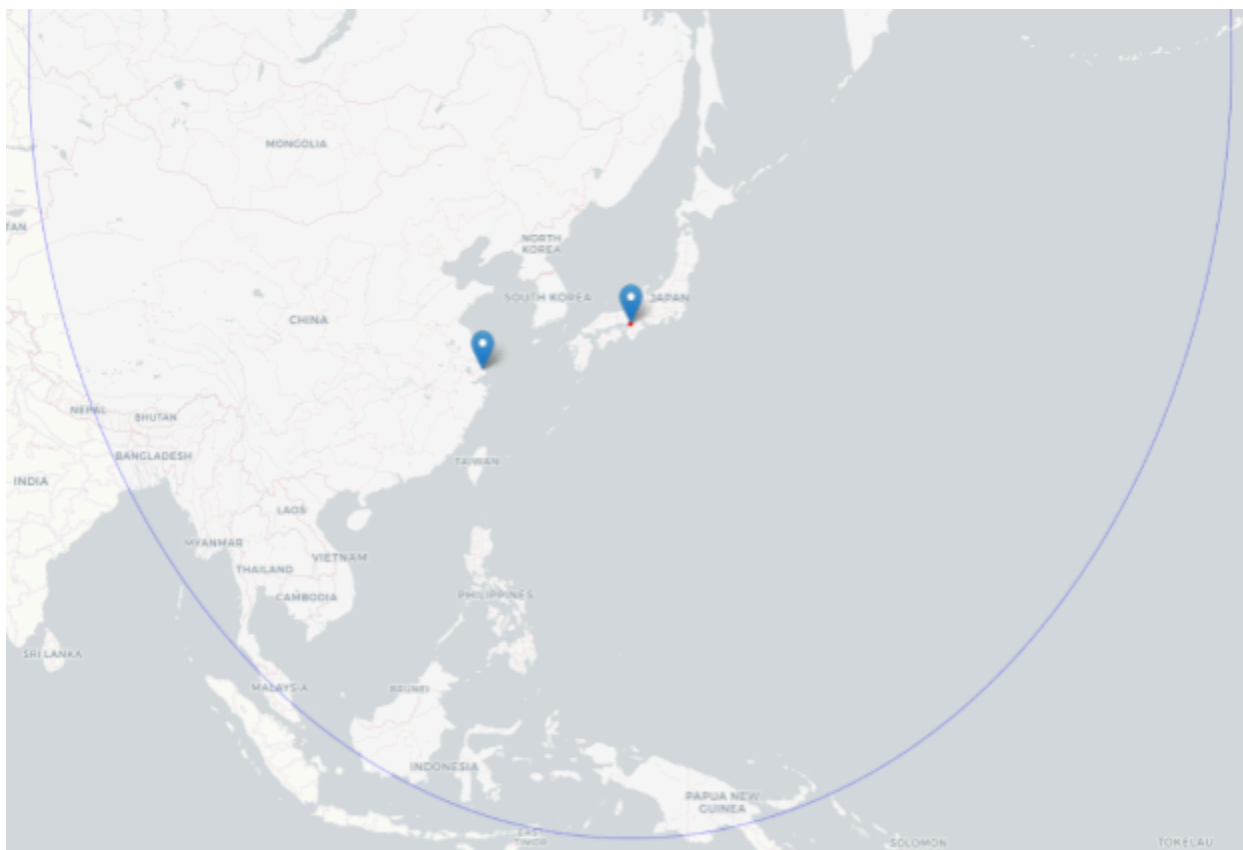 MONGOLIA
TAN
NORTH
KOREA
SOUTH KOREA
JAPAN
CHINA
NEPAL
BHUTAN
BANGLADESH
TAIWAN
INDIA
LAOS
MYANMAR
VIETNAM
THAILAND
CAMBODIA
PHILIPPINES
SRI LANKA
MALAYSIA
BRUNEI
INDONESIA
PAPUA NEW
GUINEA
EAST
TIMOR
SOLOMON
TOKELAU